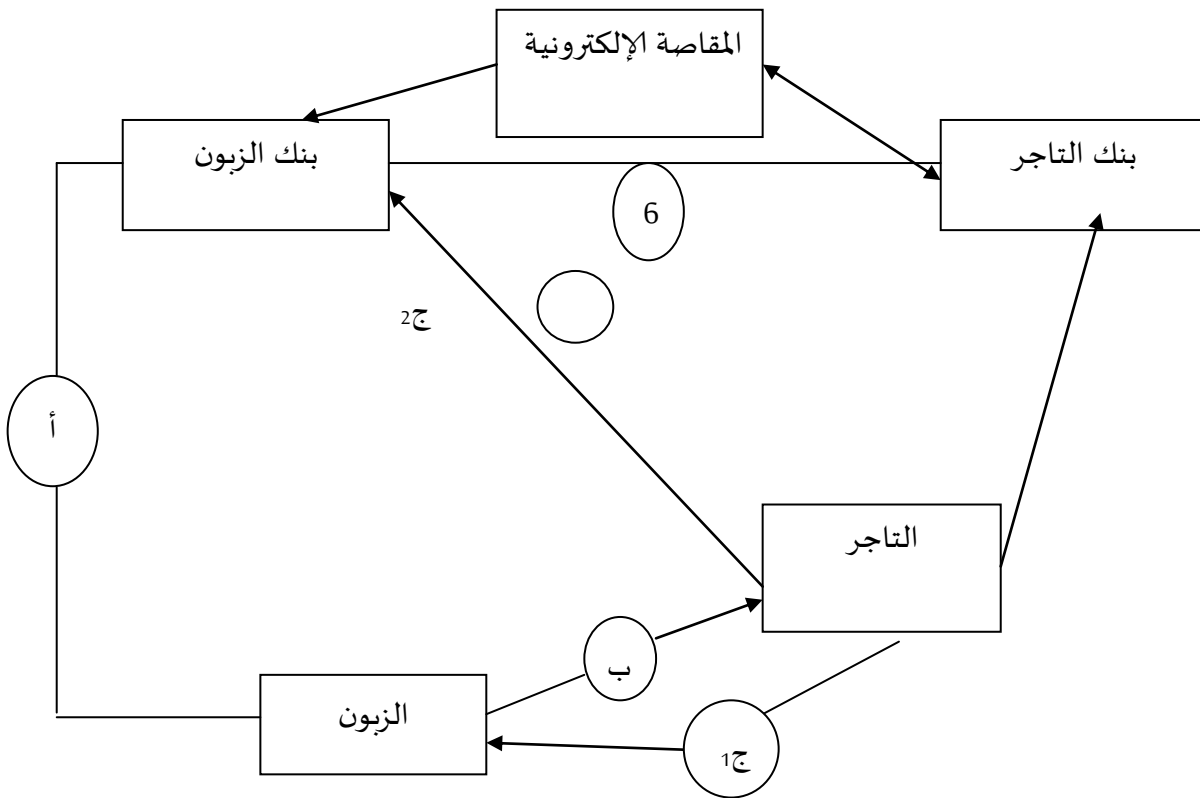 المقاصة الإلكترونية
بنك التاجر
بنك الزبون
6
ج2
أ
التاجر
ب
الزبون
ج1